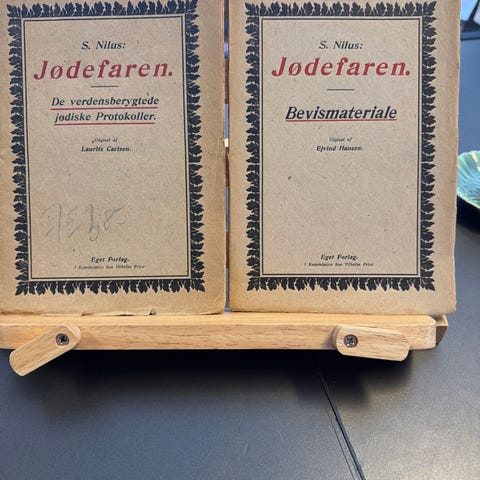 S. Nilus:
Jødefaren.
De verdensberygtede
jødiske Protokoller.
Udgivet af
Laurits Carlsen.
Eget Forlag.
I Kommission hos Vilhelm Prior
S. Nilus:
Jødefaren.
Bevismateriale
Udgivet af
Ejvind Hansen.
Eget Forlag.
I Kommission hos Vilhelm Prior